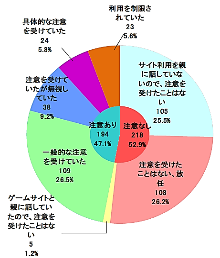 利用を制限さ
れていた
23
5.6%
具体的な注意
を受けていた
24
5.8%
サイト利用を親
に話していな
いので、注意を
受けたことはない
105
25.5%
注意を受けて
いたが無視して
いた
38
9.2%
注意あり
194
47.1%
注意なし
218
52.9%
一般的な注意
を受けていた
109
26.5%
注意を受けた
ことはない、放
任
108
26.2%
ゲームサイトと
親に話してい
たので、注意を
受けたことは
ない
5
1.2%